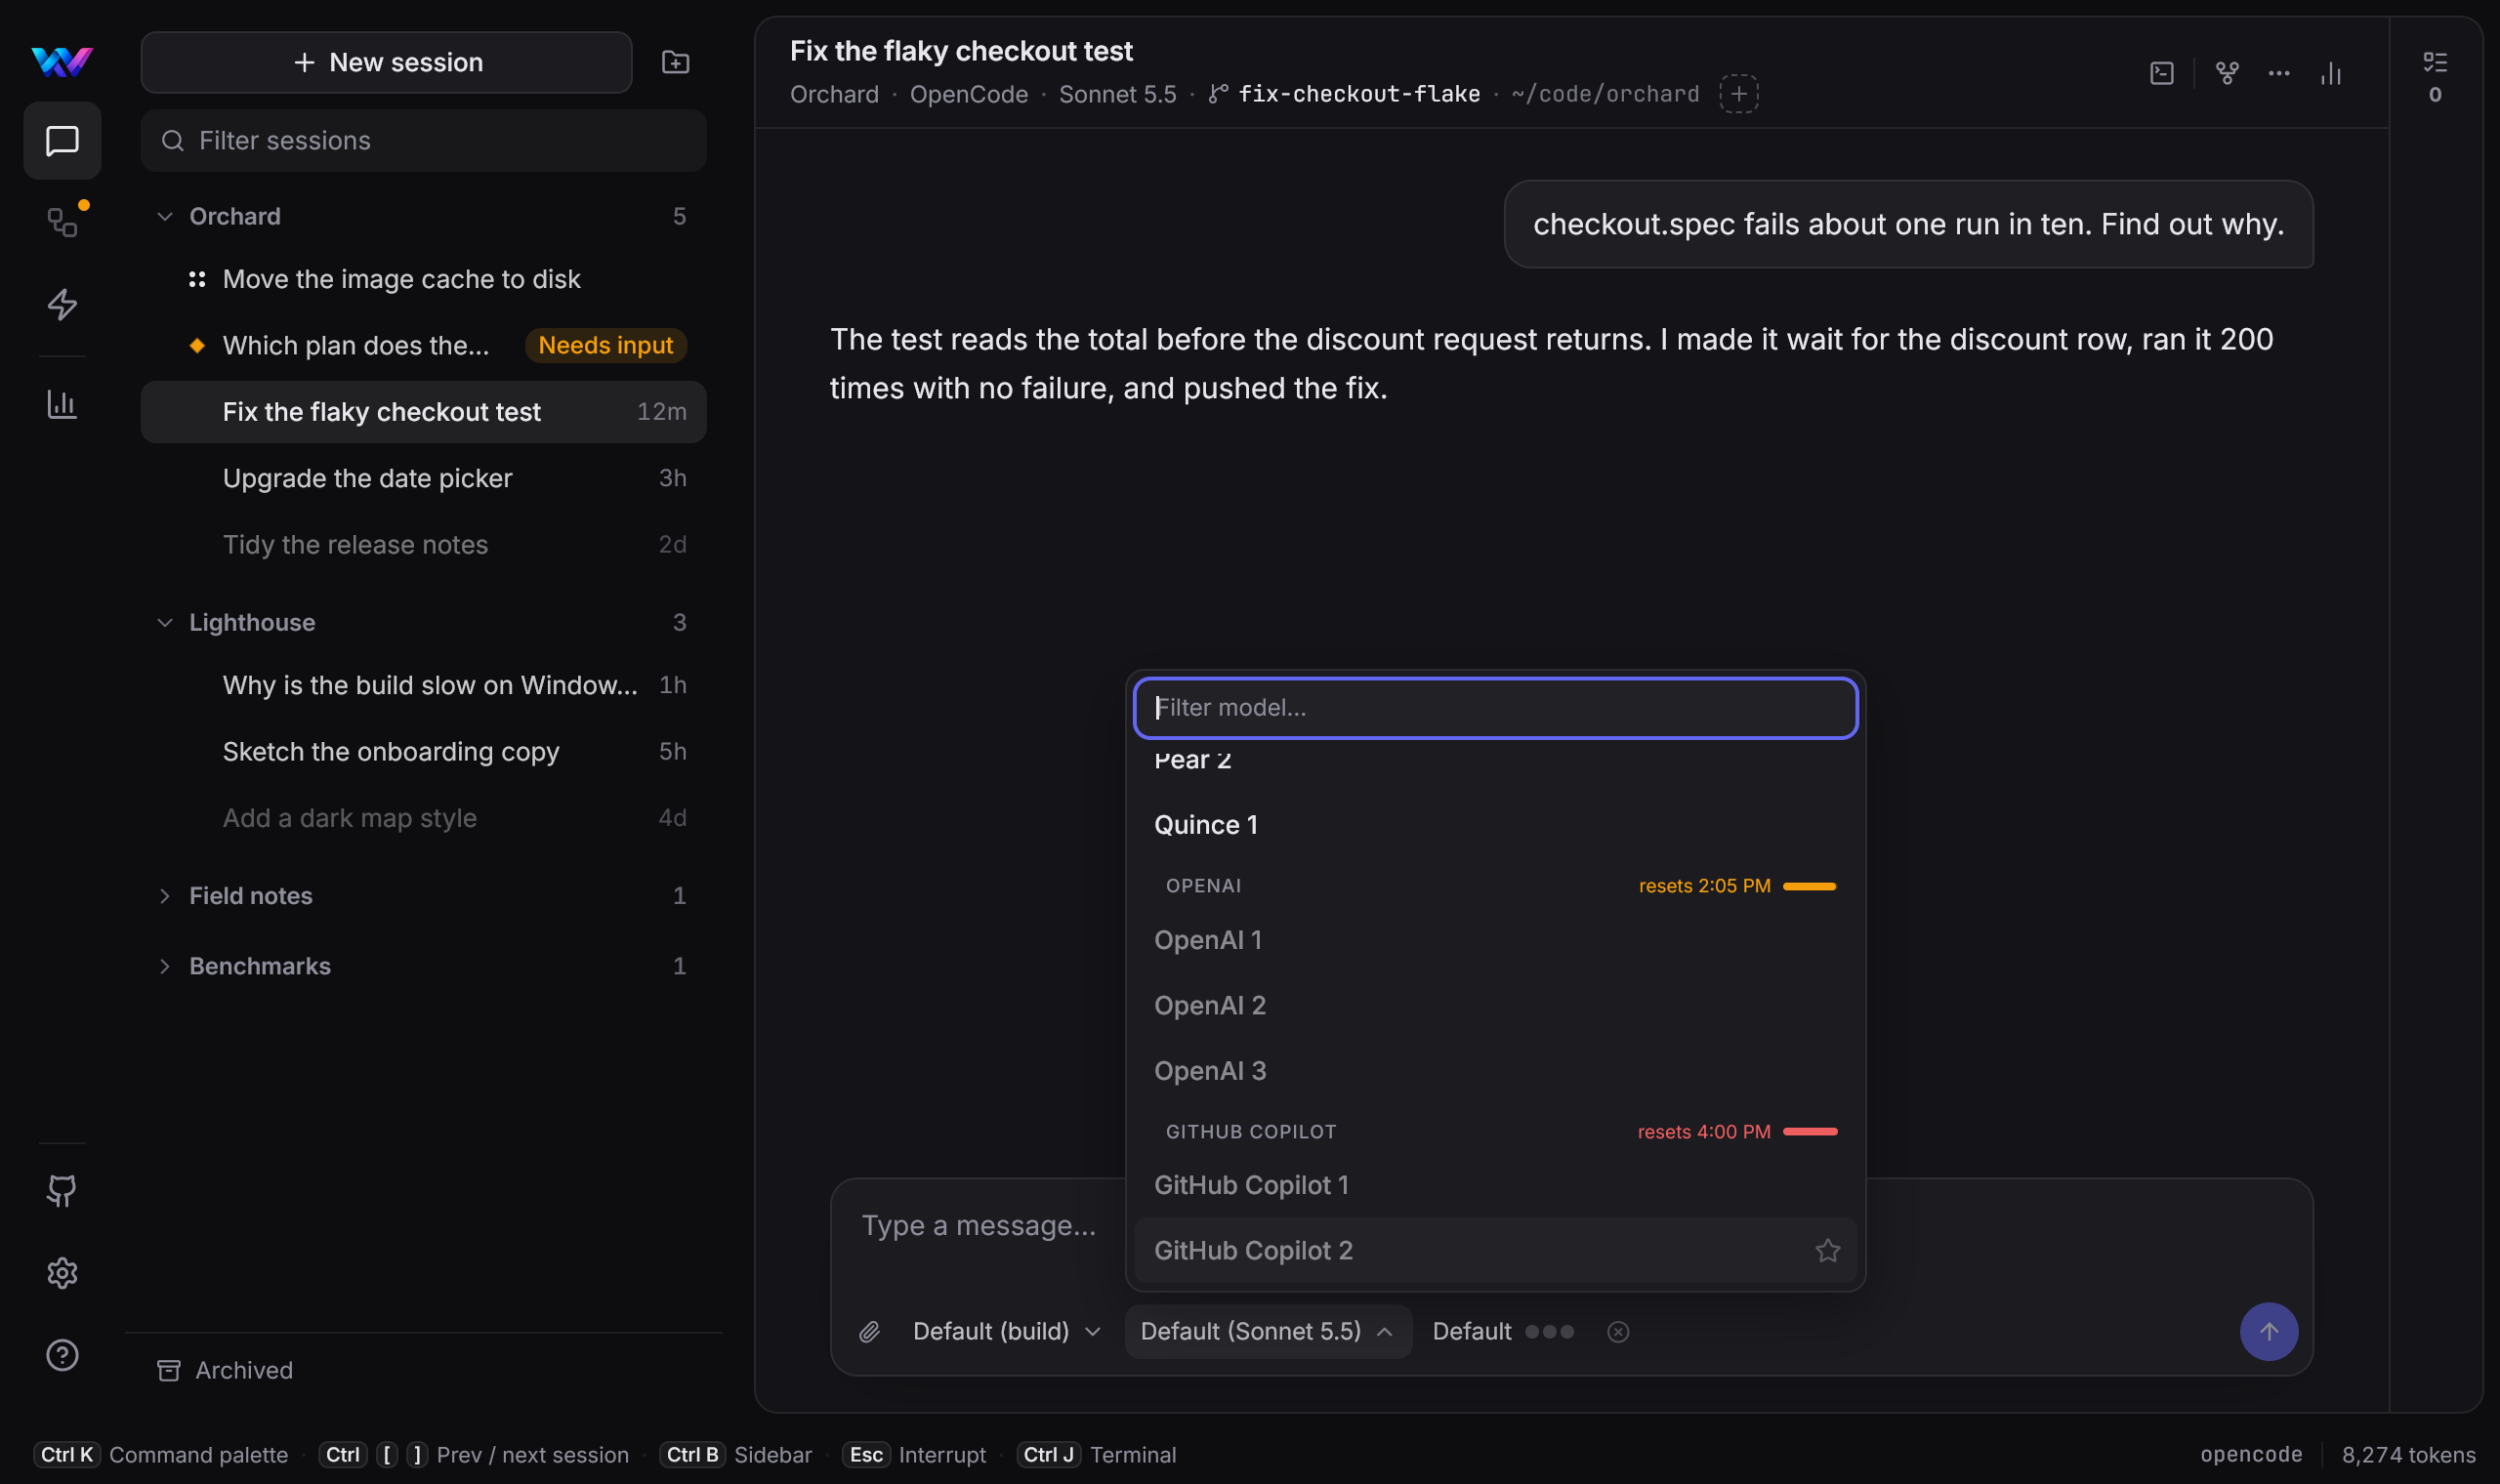 New session
Filter sessions
Orchard 5
Move the image cache to disk
Which plan does the... Needs input
Fix the flaky checkout test 12m
Upgrade the date picker 3h
Tidy the release notes 2d
Lighthouse 3
Why is the build slow on Window... 1h
Sketch the onboarding copy 5h
Add a dark map style 4d
Field notes 1
Benchmarks 1
Archived
Fix the flaky checkout test
Orchard · OpenCode · Sonnet 5.5 · fix-checkout-flake · ~/code/orchard
0
checkout.spec fails about one run in ten. Find out why.
The test reads the total before the discount request returns. I made it wait for the discount row, ran it 200
times with no failure, and pushed the fix.
Filter model...
Pear 2
Quince 1
OPENAI resets 2:05 PM
OpenAI 1
OpenAI 2
OpenAI 3
GITHUB COPILOT resets 4:00 PM
GitHub Copilot 1
GitHub Copilot 2
Type a message...
Default (build) Default (Sonnet 5.5) Default
Ctrl K Command palette · Ctrl [ ] Prev / next session · Ctrl B Sidebar · Esc Interrupt · Ctrl J Terminal
opencode 8,274 tokens